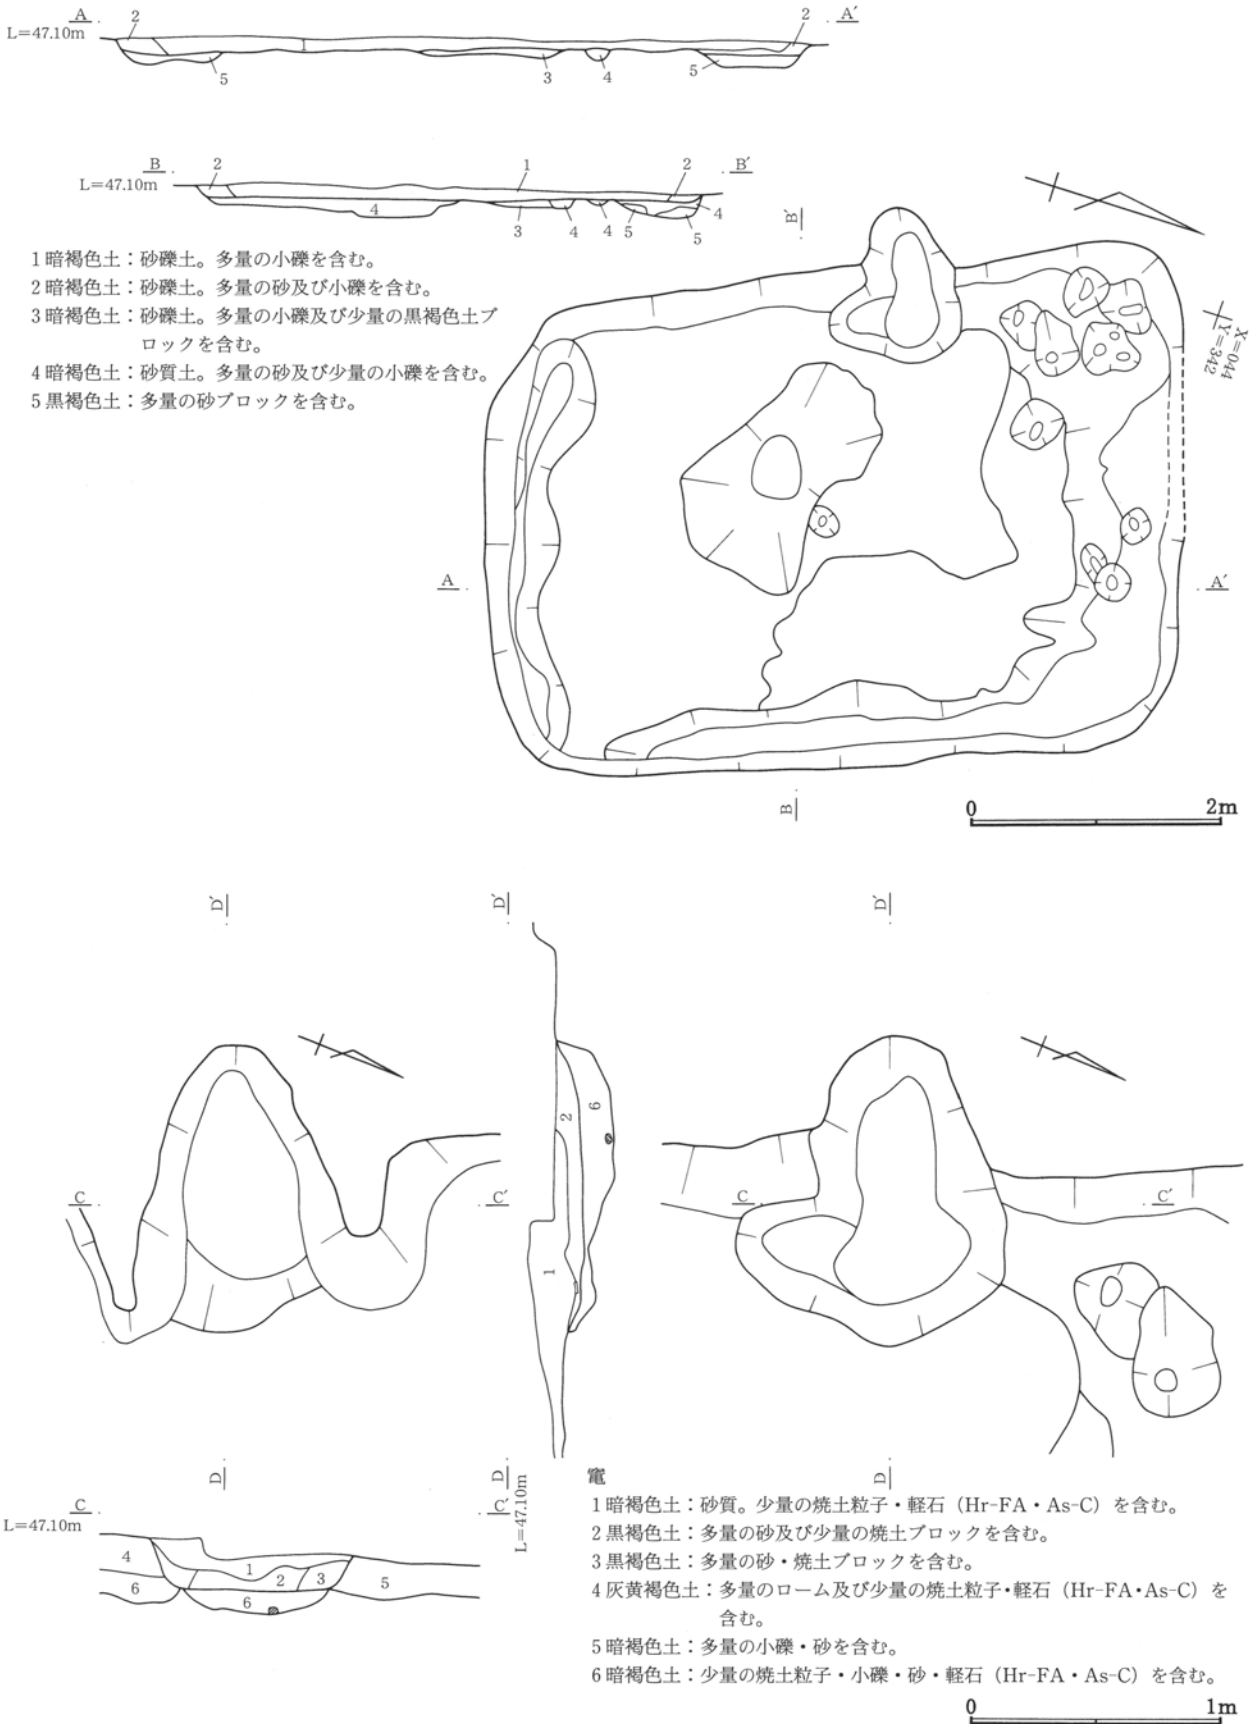 A 2 2 A′
L=47.10m
5 3 4 5
B 2 1 2 B′
L=47.10m
4 3 4 4 5 5 4
1 暗褐色土：砂礫土。多量の小礫を含む。
2 暗褐色土：砂礫土。多量の砂及び小礫を含む。
3 暗褐色土：砂礫土。多量の小礫及び少量の黒褐色土ブ
ロックを含む。
4 暗褐色土：砂質土。多量の砂及び少量の小礫を含む。
5 黒褐色土：多量の砂ブロックを含む。
B′
X=044
Y=342
A A′
B
0 2m
D′ D′ D′
2 6
C C′ C C′
1
D D D
C C′
L=47.10m
L=47.10m
4 1 2 3 5
6 6
竃
1 暗褐色土：砂質。少量の焼土粒子・軽石（Hr-FA・As-C）を含む。
2 黒褐色土：多量の砂及び少量の焼土ブロックを含む。
3 黒褐色土：多量の砂・焼土ブロックを含む。
4 灰黄褐色土：多量のローム及び少量の焼土粒子・軽石（Hr-FA・As-C）を
含む。
5 暗褐色土：多量の小礫・砂を含む。
6 暗褐色土：少量の焼土粒子・小礫・砂・軽石（Hr-FA・As-C）を含む。
0 1m